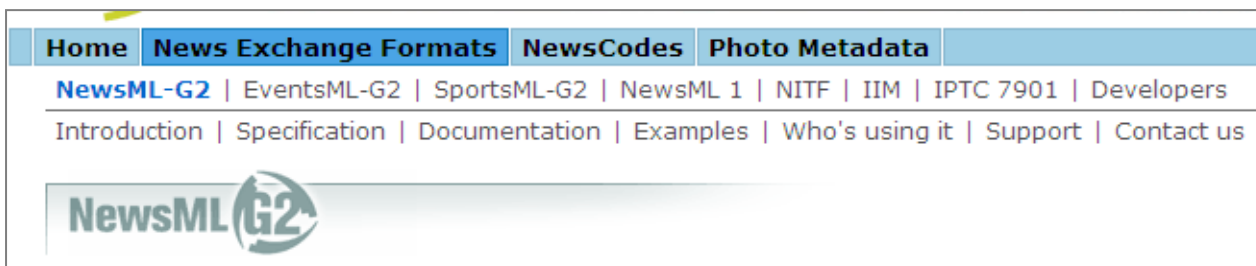 Home News Exchange Formats NewsCodes Photo Metadata
NewsML-G2 | EventsML-G2 | SportsML-G2 | NewsML 1 | NITF | IIM | IPTC 7901 | Developers
Introduction | Specification | Documentation | Examples | Who's using it | Support | Contact us
NewsML G2